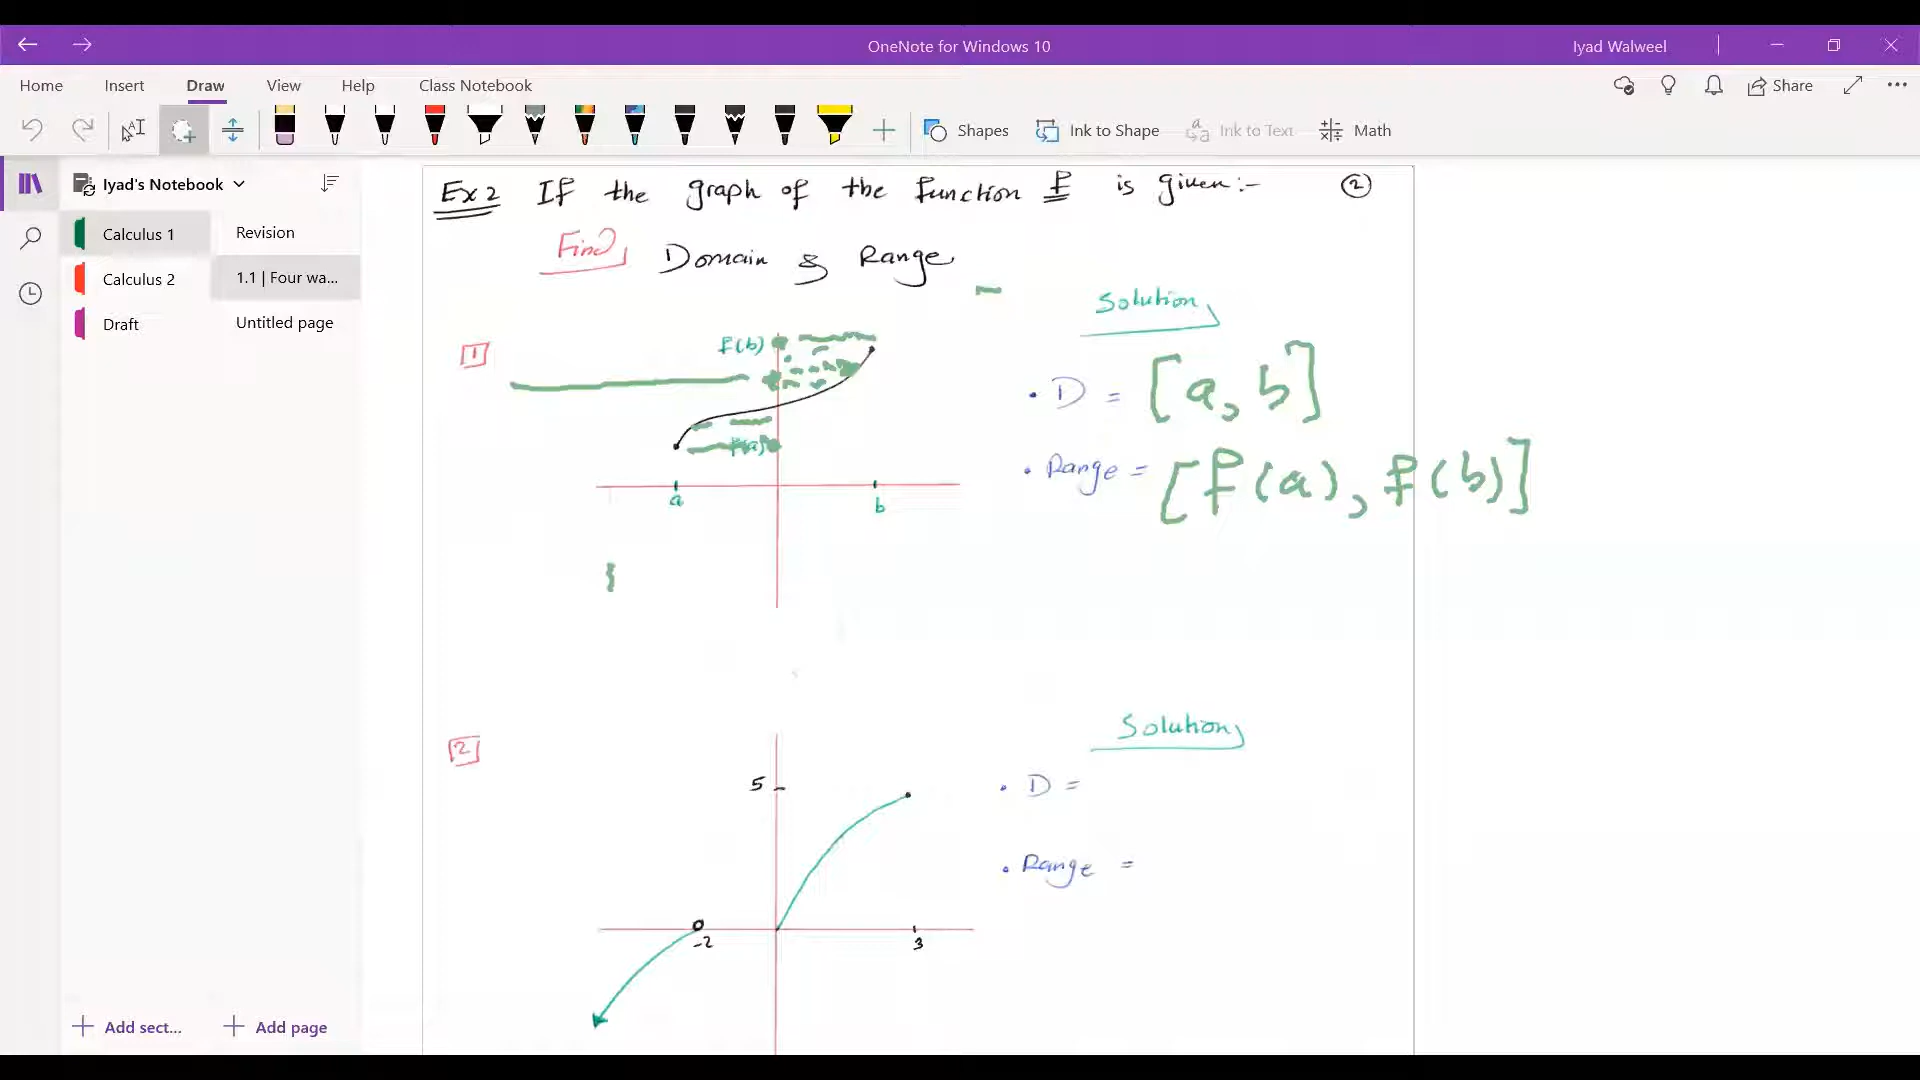 OneNote for Windows 10
Iyad Walweel
Home Insert Draw View Help Class Notebook
Share
Shapes Ink to Shape Ink to Text Math
Iyad's Notebook
Calculus 1
Calculus 2
Draft
Revision
1.1 | Four wa...
Untitled page
Add sect...
Add page
Ex 2 If the graph of the function f is given:- 2
Find Domain & Range
1
f(b)
f(a)
a
b
Solution
• D = [a, b]
• Range = [f(a), f(b)]
2
5
-2
3
Solution
• D =
• Range =